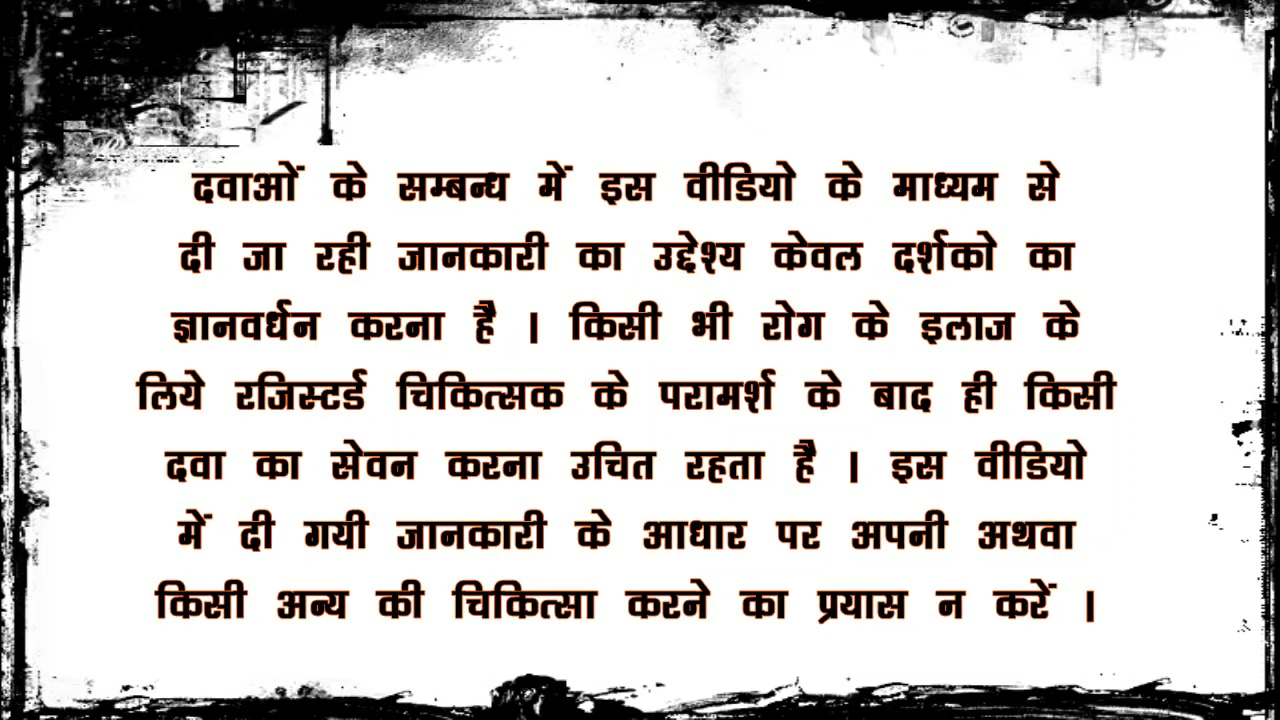 दवाओं के सम्बन्ध में इस वीडियो के माध्यम से
दी जा रही जानकारी का उद्देश्य केवल दर्शको का
ज्ञानवर्धन करना है ।  किसी भी रोग के इलाज के
लिये रजिस्टर्ड चिकित्सक के परामर्श के बाद ही किसी
दवा का सेवन करना उचित रहता है । इस वीडियो
में दी गयी जानकारी के आधार पर अपनी अथवा
किसी अन्य की चिकित्सा करने का प्रयास न करें ।